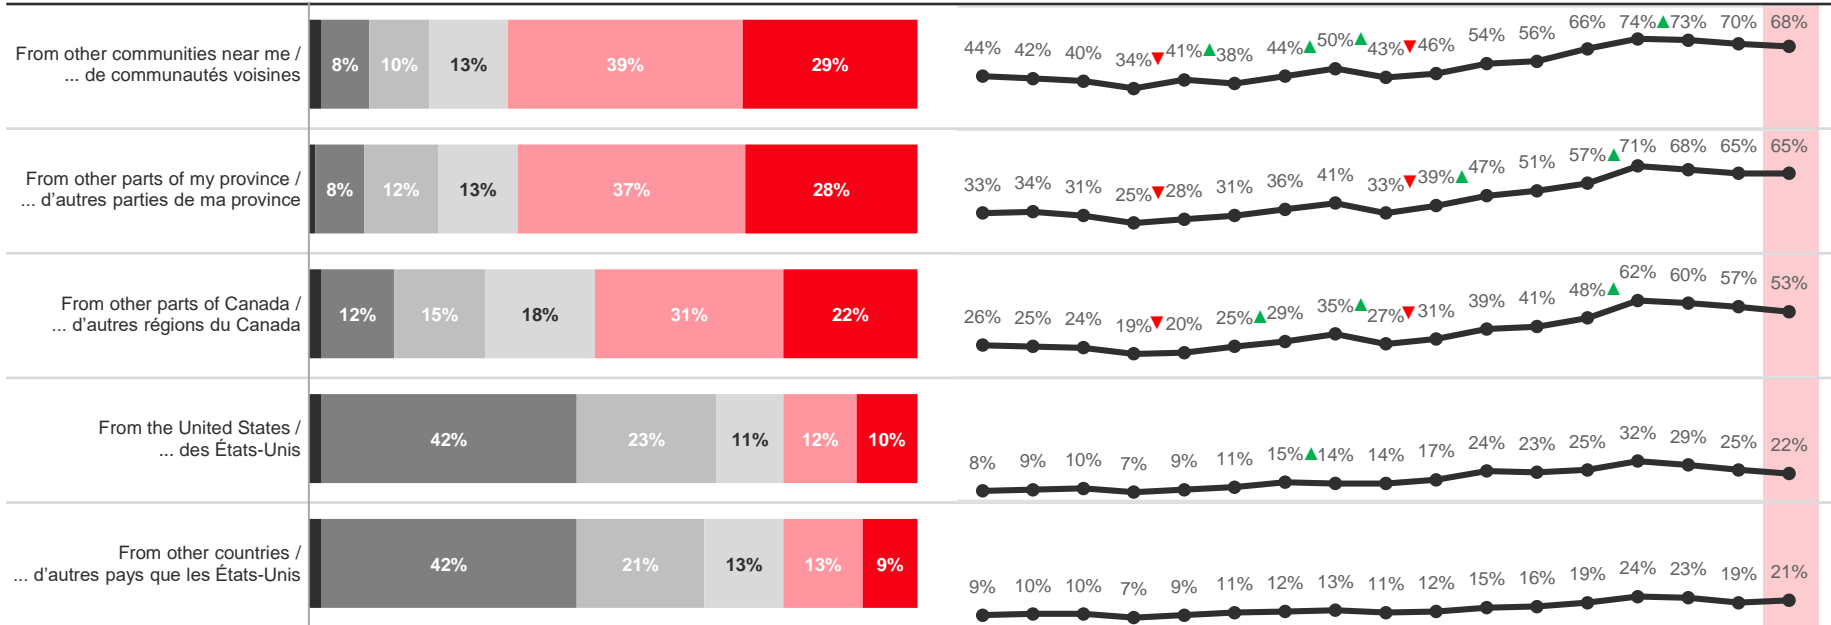 From other communities near me /
... de communautés voisines
8% 10% 13% 39% 29%
44% 42% 40% 34%▼ 41%▲ 38% 44%▲ 50%▲ 43%▼ 46% 54% 56% 66% 74%▲ 73% 70% 68%
From other parts of my province /
... d'autres parties de ma province
8% 12% 13% 37% 28%
33% 34% 31% 25%▼ 28% 31% 36% 41% 33%▼ 39%▲ 47% 51% 57%▲ 71% 68% 65% 65%
From other parts of Canada /
... d'autres régions du Canada
12% 15% 18% 31% 22%
26% 25% 24% 19%▼ 20% 25%▲ 29% 35%▲ 27%▼ 31% 39% 41% 48%▲ 62% 60% 57% 53%
From the United States /
... des États-Unis
42% 23% 11% 12% 10%
8% 9% 10% 7% 9% 11% 15%▲ 14% 14% 17% 24% 23% 25% 32% 29% 25% 22%
From other countries /
... d'autres pays que les États-Unis
42% 21% 13% 13% 9%
9% 10% 10% 7% 9% 11% 12% 13% 11% 12% 15% 16% 19% 24% 23% 19% 21%